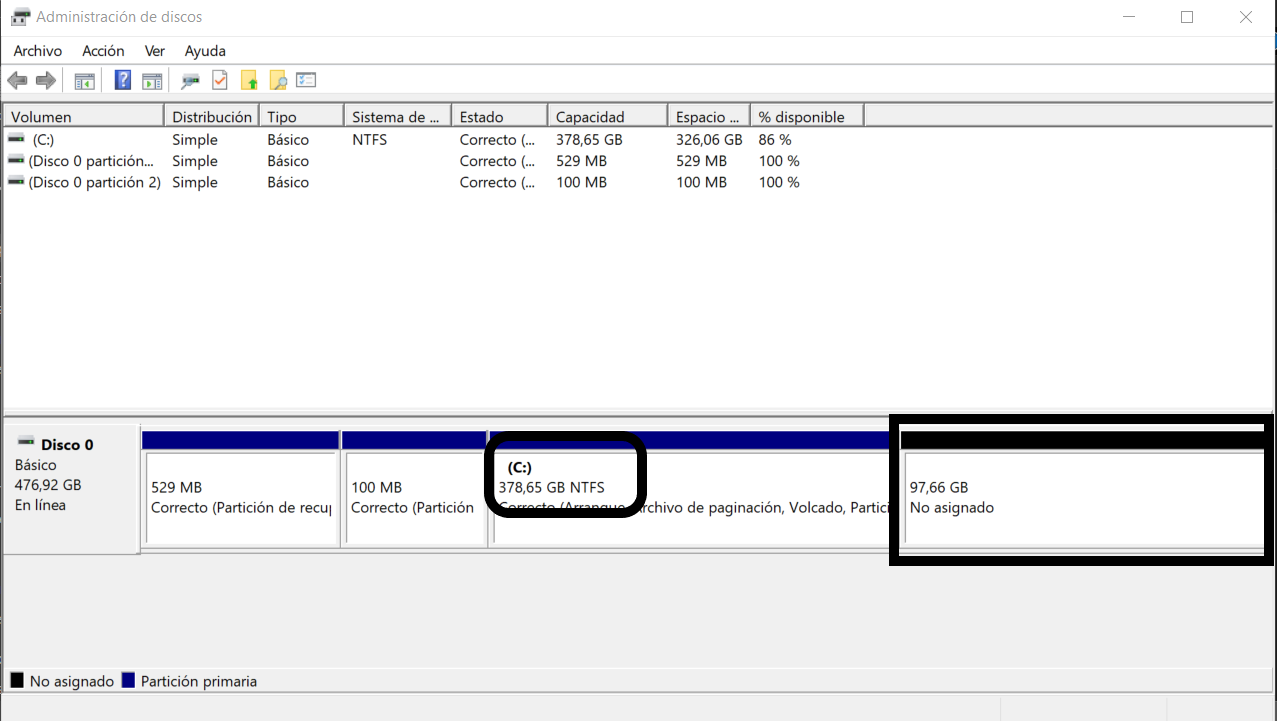 Administración de discos
Archivo Acción Ver Ayuda
Volumen Distribución Tipo Sistema de ... Estado Capacidad Espacio ... % disponible
(C:) Simple Básico NTFS Correcto (... 378,65 GB 326,06 GB 86 %
(Disco 0 partición... Simple Básico Correcto (... 529 MB 529 MB 100 %
(Disco 0 partición 2) Simple Básico Correcto (... 100 MB 100 MB 100 %
Disco 0
Básico
476,92 GB
En línea
529 MB
Correcto (Partición de recup
100 MB
Correcto (Partición
(C:)
378,65 GB NTFS
Correcto (Arranque, Archivo de paginación, Volcado, Partici
97,66 GB
No asignado
No asignado Partición primaria